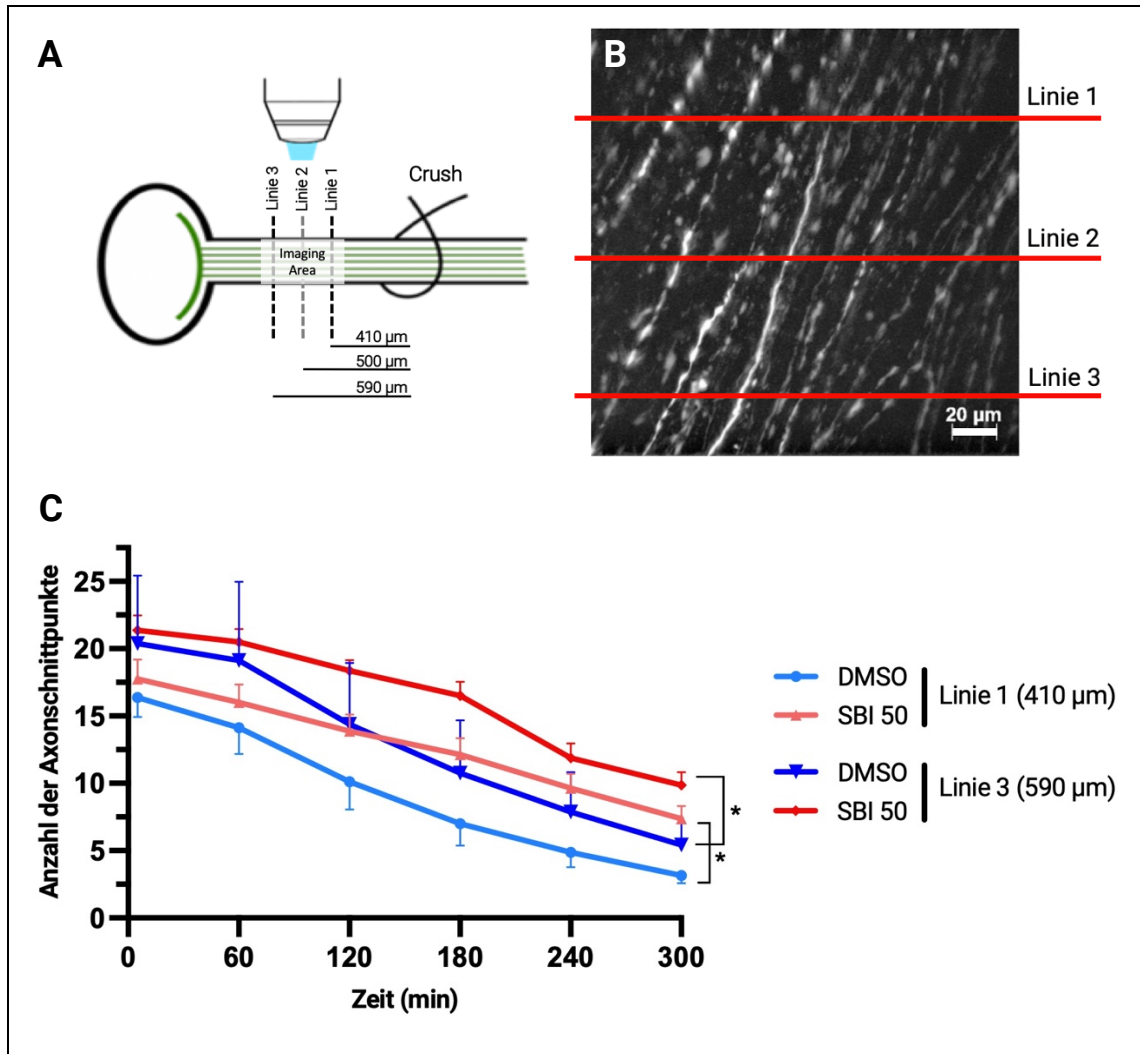 A
Linie 3
Linie 2
Linie 1
Crush
Imaging
Area
410 µm
500 µm
590 µm
B
Linie 1
Linie 2
Linie 3
20 µm
C
Anzahl der Axonschnittpunkte
25
20
15
10
5
0
0 60 120 180 240 300
Zeit (min)
*
*
DMSO
SBI 50
Linie 1 (410 µm)
DMSO
SBI 50
Linie 3 (590 µm)